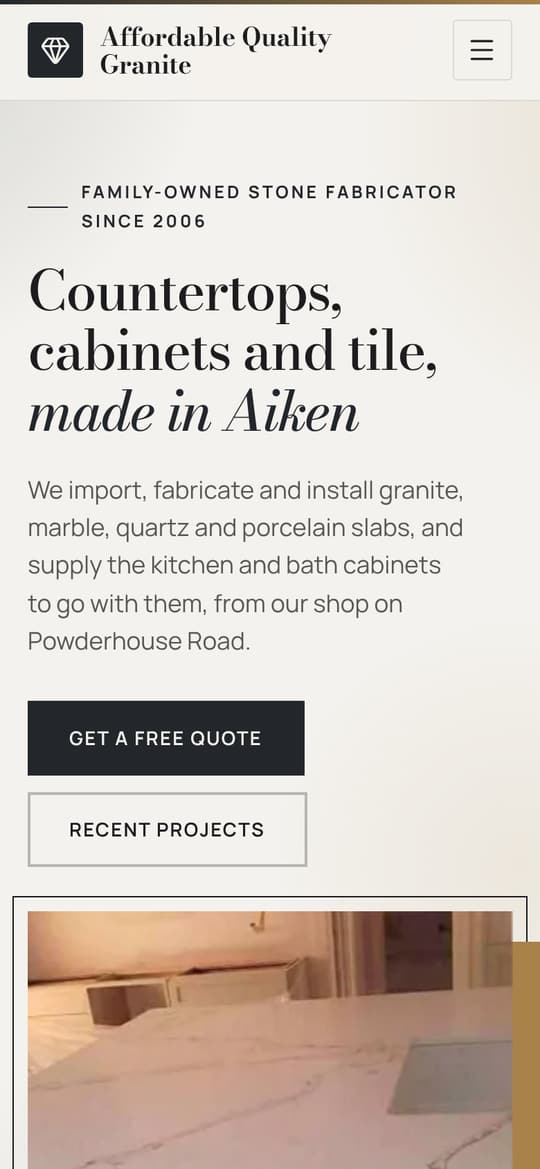 Affordable Quality
Granite
FAMILY-OWNED STONE FABRICATOR
SINCE 2006
Countertops,
cabinets and tile,
made in Aiken
We import, fabricate and install granite,
marble, quartz and porcelain slabs, and
supply the kitchen and bath cabinets
to go with them, from our shop on
Powderhouse Road.
GET A FREE QUOTE
RECENT PROJECTS